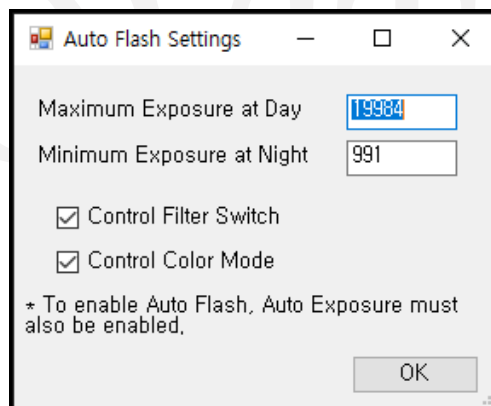 Auto Flash Settings
Maximum Exposure at Day 19984
Minimum Exposure at Night 991
Control Filter Switch
Control Color Mode
* To enable Auto Flash, Auto Exposure must
also be enabled,
OK